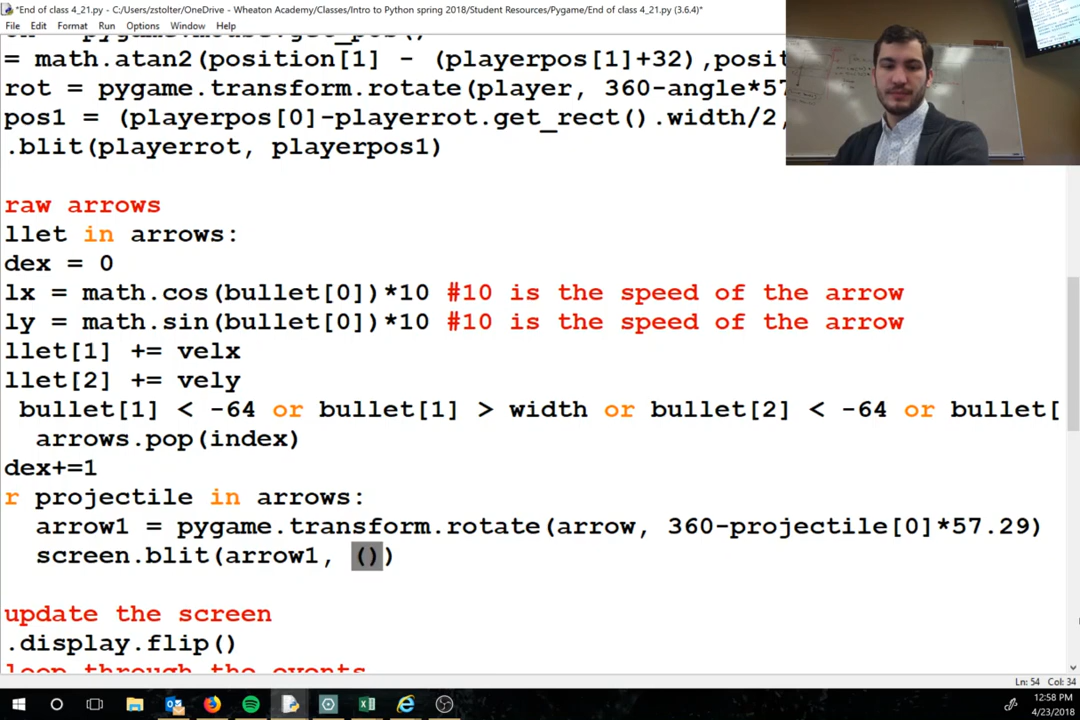 *End of class 4_21.py - C:/Users/zstolter/OneDrive - Wheaton Academy/Classes/Intro to Python spring 2018/Student Resources/Pygame/End of class 4_21.py (3.6.4)*
File Edit Format Run Options Window Help
= math.atan2(position[1] - (playerpos[1]+32),posit
rot = pygame.transform.rotate(player, 360-angle*57
pos1 = (playerpos[0]-playerrot.get_rect().width/2,
.blit(playerrot, playerpos1)
raw arrows
llet in arrows:
dex = 0
lx = math.cos(bullet[0])*10 #10 is the speed of the arrow
ly = math.sin(bullet[0])*10 #10 is the speed of the arrow
llet[1] += velx
llet[2] += vely
bullet[1] < -64 or bullet[1] > width or bullet[2] < -64 or bullet[
arrows.pop(index)
dex+=1
r projectile in arrows:
arrow1 = pygame.transform.rotate(arrow, 360-projectile[0]*57.29)
screen.blit(arrow1, ())
update the screen
.display.flip()
loop through the events
Ln: 54 Col: 34
12:58 PM
4/23/2018